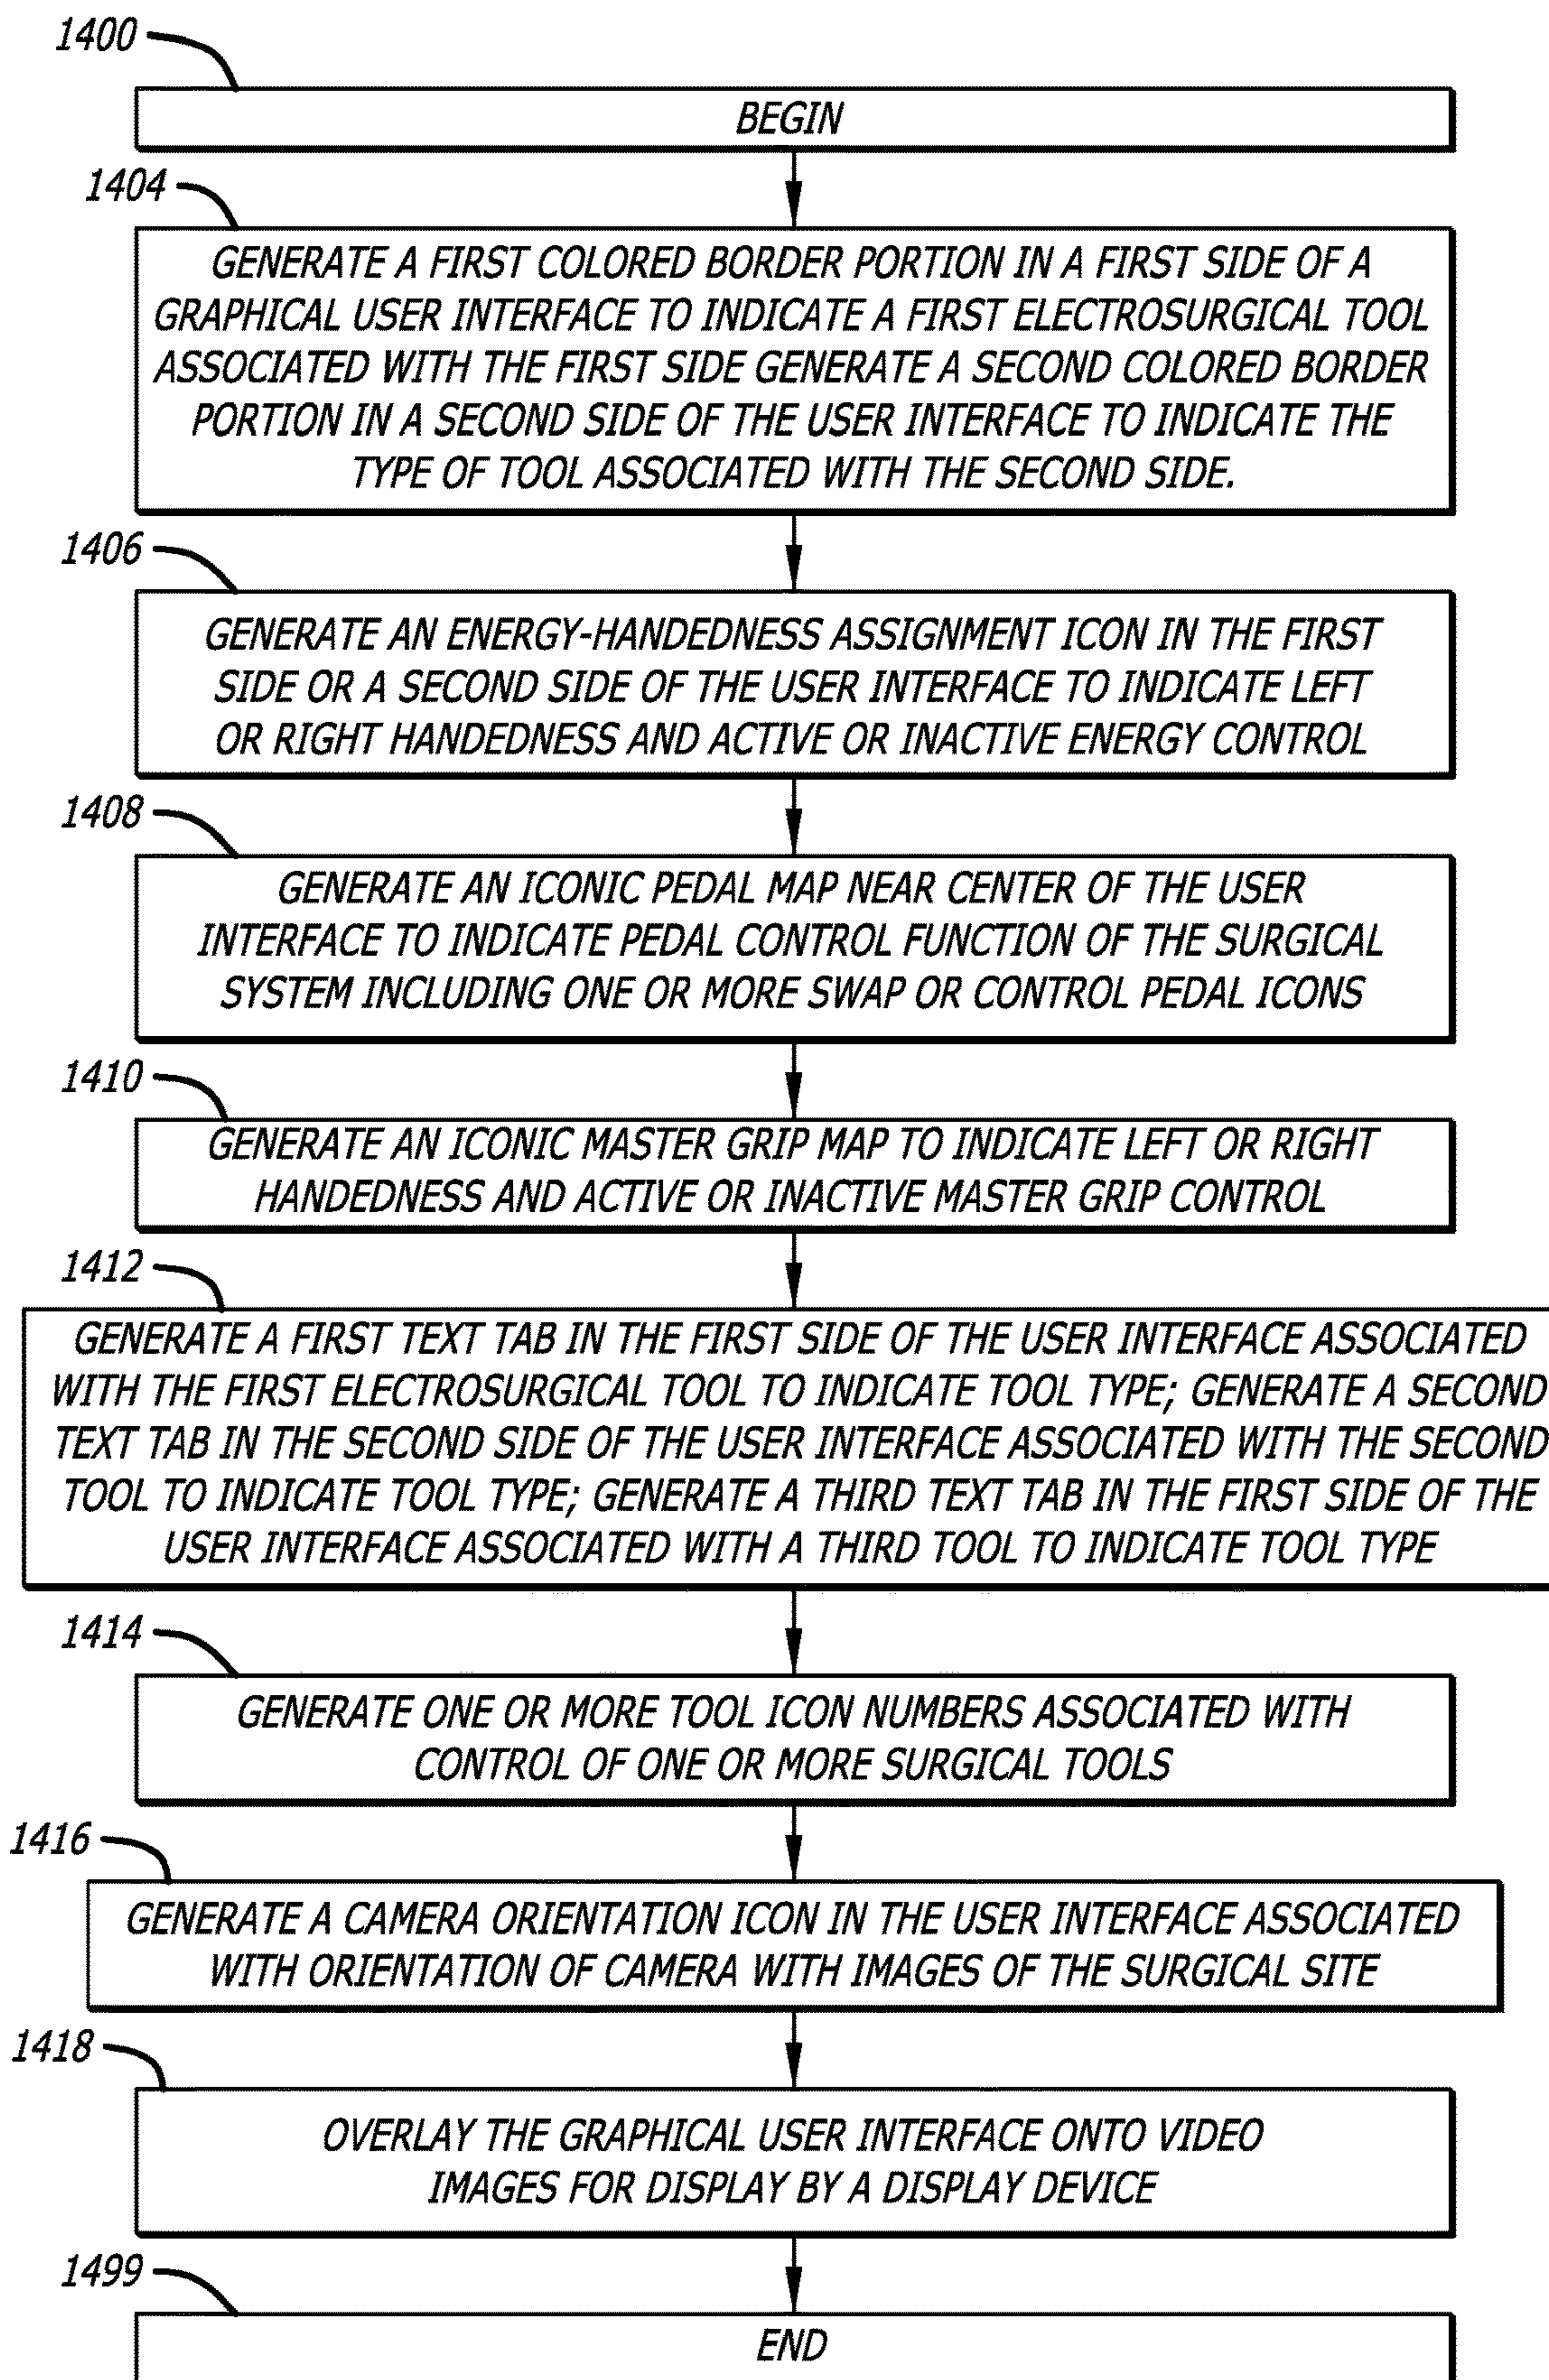 1400
BEGIN
1404
GENERATE A FIRST COLORED BORDER PORTION IN A FIRST SIDE OF A
GRAPHICAL USER INTERFACE TO INDICATE A FIRST ELECTROSURGICAL TOOL
ASSOCIATED WITH THE FIRST SIDE GENERATE A SECOND COLORED BORDER
PORTION IN A SECOND SIDE OF THE USER INTERFACE TO INDICATE THE
TYPE OF TOOL ASSOCIATED WITH THE SECOND SIDE.
1406
GENERATE AN ENERGY-HANDEDNESS ASSIGNMENT ICON IN THE FIRST
SIDE OR A SECOND SIDE OF THE USER INTERFACE TO INDICATE LEFT
OR RIGHT HANDEDNESS AND ACTIVE OR INACTIVE ENERGY CONTROL
1408
GENERATE AN ICONIC PEDAL MAP NEAR CENTER OF THE USER
INTERFACE TO INDICATE PEDAL CONTROL FUNCTION OF THE SURGICAL
SYSTEM INCLUDING ONE OR MORE SWAP OR CONTROL PEDAL ICONS
1410
GENERATE AN ICONIC MASTER GRIP MAP TO INDICATE LEFT OR RIGHT
HANDEDNESS AND ACTIVE OR INACTIVE MASTER GRIP CONTROL
1412
GENERATE A FIRST TEXT TAB IN THE FIRST SIDE OF THE USER INTERFACE ASSOCIATED
WITH THE FIRST ELECTROSURGICAL TOOL TO INDICATE TOOL TYPE; GENERATE A SECOND
TEXT TAB IN THE SECOND SIDE OF THE USER INTERFACE ASSOCIATED WITH THE SECOND
TOOL TO INDICATE TOOL TYPE; GENERATE A THIRD TEXT TAB IN THE FIRST SIDE OF THE
USER INTERFACE ASSOCIATED WITH A THIRD TOOL TO INDICATE TOOL TYPE
1414
GENERATE ONE OR MORE TOOL ICON NUMBERS ASSOCIATED WITH
CONTROL OF ONE OR MORE SURGICAL TOOLS
1416
GENERATE A CAMERA ORIENTATION ICON IN THE USER INTERFACE ASSOCIATED
WITH ORIENTATION OF CAMERA WITH IMAGES OF THE SURGICAL SITE
1418
OVERLAY THE GRAPHICAL USER INTERFACE ONTO VIDEO
IMAGES FOR DISPLAY BY A DISPLAY DEVICE
1499
END